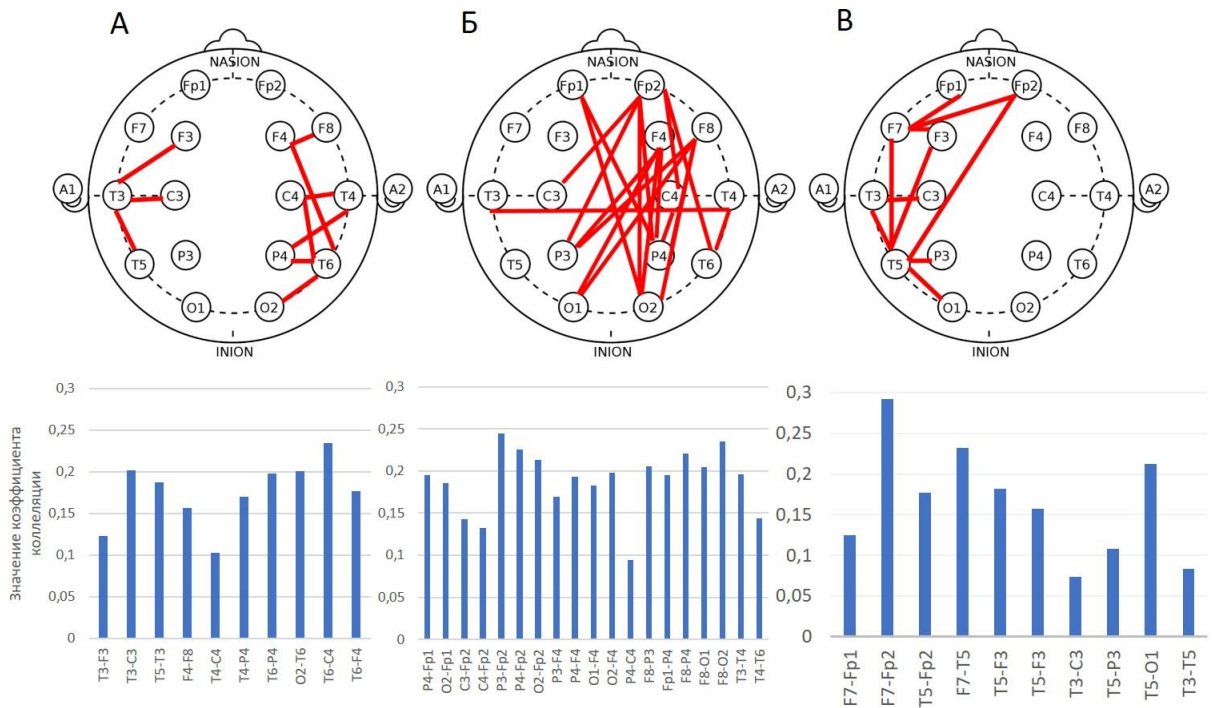 А Б В
NASION NASION NASION
Fp1 Fp2 Fp1 Fp2 Fp1 Fp2
F7 F3 F4 F8 F7 F3 F4 F8 F7 F3 F4 F8
A1 T3 C3 C4 T4 A2 A1 T3 C3 C4 T4 A2 A1 T3 C3 C4 T4 A2
T5 P3 P4 T6 T5 P3 P4 T6 T5 P3 P4 T6
O1 O2 O1 O2 O1 O2
INION INION INION
Значение коэффициента
коллеляции
0,3
0,25
0,2
0,15
0,1
0,05
0
T3-F3
T3-C3
T5-T3
F4-F8
T4-C4
T4-P4
T6-P4
O2-T6
T6-C4
T6-F4
0,3
0,25
0,2
0,15
0,1
0,05
0
P4-Fp1
O2-Fp1
C3-Fp2
C4-Fp2
P3-Fp2
P4-Fp2
O2-Fp2
P3-F4
P4-F4
O1-F4
O2-F4
P4-C4
F8-P3
Fp1-P4
F8-P4
F8-O1
F8-O2
T3-T4
T4-T6
0,3
0,25
0,2
0,15
0,1
0,05
0
F7-Fp1
F7-Fp2
T5-Fp2
F7-T5
T5-F3
T5-F3
T3-C3
T5-P3
T5-O1
T3-T5